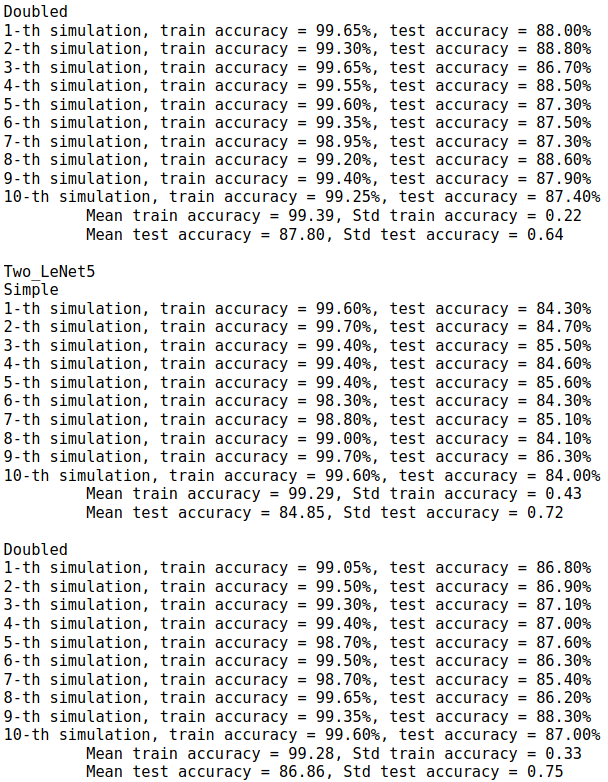 Doubled
1-th simulation, train accuracy = 99.65%, test accuracy = 88.00%
2-th simulation, train accuracy = 99.30%, test accuracy = 88.80%
3-th simulation, train accuracy = 99.65%, test accuracy = 86.70%
4-th simulation, train accuracy = 99.55%, test accuracy = 88.50%
5-th simulation, train accuracy = 99.60%, test accuracy = 87.30%
6-th simulation, train accuracy = 99.35%, test accuracy = 87.50%
7-th simulation, train accuracy = 98.95%, test accuracy = 87.30%
8-th simulation, train accuracy = 99.20%, test accuracy = 88.60%
9-th simulation, train accuracy = 99.40%, test accuracy = 87.90%
10-th simulation, train accuracy = 99.25%, test accuracy = 87.40%
Mean train accuracy = 99.39, Std train accuracy = 0.22
Mean test accuracy = 87.80, Std test accuracy = 0.64
Two_LeNet5
Simple
1-th simulation, train accuracy = 99.60%, test accuracy = 84.30%
2-th simulation, train accuracy = 99.70%, test accuracy = 84.70%
3-th simulation, train accuracy = 99.40%, test accuracy = 85.50%
4-th simulation, train accuracy = 99.40%, test accuracy = 84.60%
5-th simulation, train accuracy = 99.40%, test accuracy = 85.60%
6-th simulation, train accuracy = 98.30%, test accuracy = 84.30%
7-th simulation, train accuracy = 98.80%, test accuracy = 85.10%
8-th simulation, train accuracy = 99.00%, test accuracy = 84.10%
9-th simulation, train accuracy = 99.70%, test accuracy = 86.30%
10-th simulation, train accuracy = 99.60%, test accuracy = 84.00%
Mean train accuracy = 99.29, Std train accuracy = 0.43
Mean test accuracy = 84.85, Std test accuracy = 0.72
Doubled
1-th simulation, train accuracy = 99.05%, test accuracy = 86.80%
2-th simulation, train accuracy = 99.50%, test accuracy = 86.90%
3-th simulation, train accuracy = 99.30%, test accuracy = 87.10%
4-th simulation, train accuracy = 99.40%, test accuracy = 87.00%
5-th simulation, train accuracy = 98.70%, test accuracy = 87.60%
6-th simulation, train accuracy = 99.50%, test accuracy = 86.30%
7-th simulation, train accuracy = 98.70%, test accuracy = 85.40%
8-th simulation, train accuracy = 99.65%, test accuracy = 86.20%
9-th simulation, train accuracy = 99.35%, test accuracy = 88.30%
10-th simulation, train accuracy = 99.60%, test accuracy = 87.00%
Mean train accuracy = 99.28, Std train accuracy = 0.33
Mean test accuracy = 86.86, Std test accuracy = 0.75